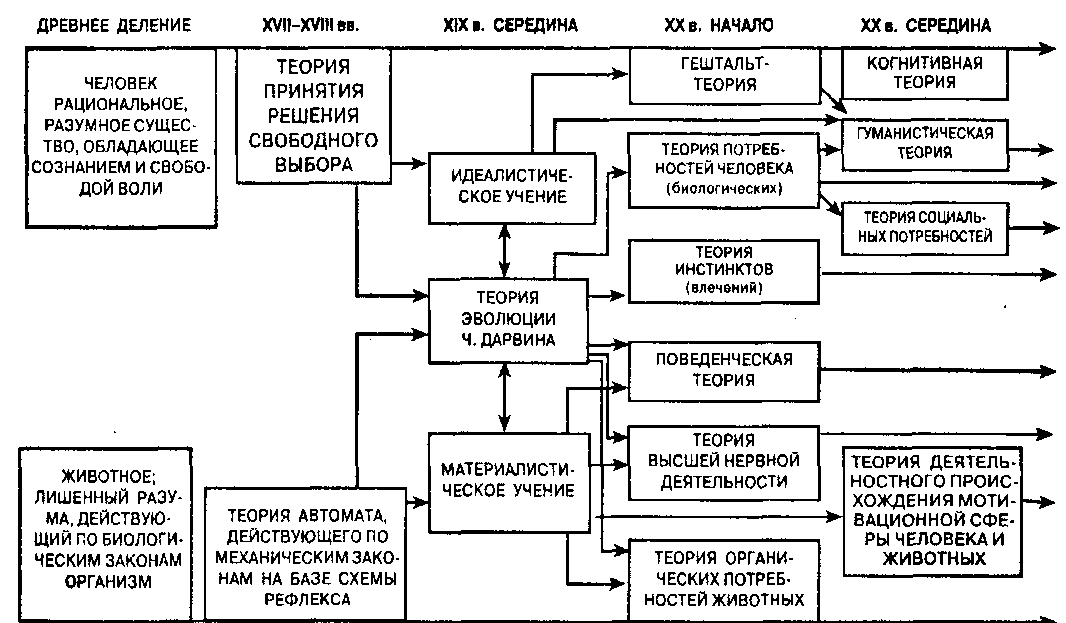 ДРЕВНЕЕ ДЕЛЕНИЕ
XVII–XVIII вв.
XIX в. СЕРЕДИНА
XX в. НАЧАЛО
XX в. СЕРЕДИНА
ЧЕЛОВЕК
РАЦИОНАЛЬНОЕ,
РАЗУМНОЕ СУЩЕС-
ТВО, ОБЛАДАЮЩЕЕ
СОЗНАНИЕМ И СВОБО-
ДОЙ ВОЛИ
ЖИВОТНОЕ;
ЛИШЕННЫЙ РАЗУ-
МА, ДЕЙСТВУЮ-
ЩИЙ ПО БИОЛОГИ-
ЧЕСКИМ ЗАКОНАМ
ОРГАНИЗМ
ТЕОРИЯ
ПРИНЯТИЯ
РЕШЕНИЯ
СВОБОДНОГО
ВЫБОРА
ТЕОРИЯ АВТОМАТА,
ДЕЙСТВУЮЩЕГО ПО
МЕХАНИЧЕСКИМ ЗАКО-
НАМ НА БАЗЕ СХЕМЫ
РЕФЛЕКСА
ИДЕАЛИСТИЧЕ-
СКОЕ УЧЕНИЕ
ТЕОРИЯ
ЭВОЛЮЦИИ
Ч. ДАРВИНА
МАТЕРИАЛИСТИ-
ЧЕСКОЕ УЧЕНИЕ
ГЕШТАЛЬТ-
ТЕОРИЯ
ТЕОРИЯ ПОТРЕБ-
НОСТЕЙ ЧЕЛОВЕКА
(биологических)
ТЕОРИЯ
ИНСТИНКТОВ
(влечений)
ПОВЕДЕНЧЕСКАЯ
ТЕОРИЯ
ТЕОРИЯ
ВЫСШЕЙ НЕРВНОЙ
ДЕЯТЕЛЬНОСТИ
ТЕОРИЯ ОРГАНИ-
ЧЕСКИХ ПОТРЕБ-
НОСТЕЙ ЖИВОТНЫХ
КОГНИТИВНАЯ
ТЕОРИЯ
ГУМАНИСТИЧЕСКАЯ
ТЕОРИЯ
ТЕОРИЯ СОЦИАЛЬ-
НЫХ ПОТРЕБНОСТЕЙ
ТЕОРИЯ ДЕЯТЕЛЬ-
НОСТНОГО ПРОИС-
ХОЖДЕНИЯ МОТИ-
ВАЦИОННОЙ СФЕ-
РЫ ЧЕЛОВЕКА И
ЖИВОТНЫХ